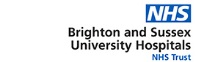 NHS
Brighton and Sussex
University Hospitals
NHS Trust